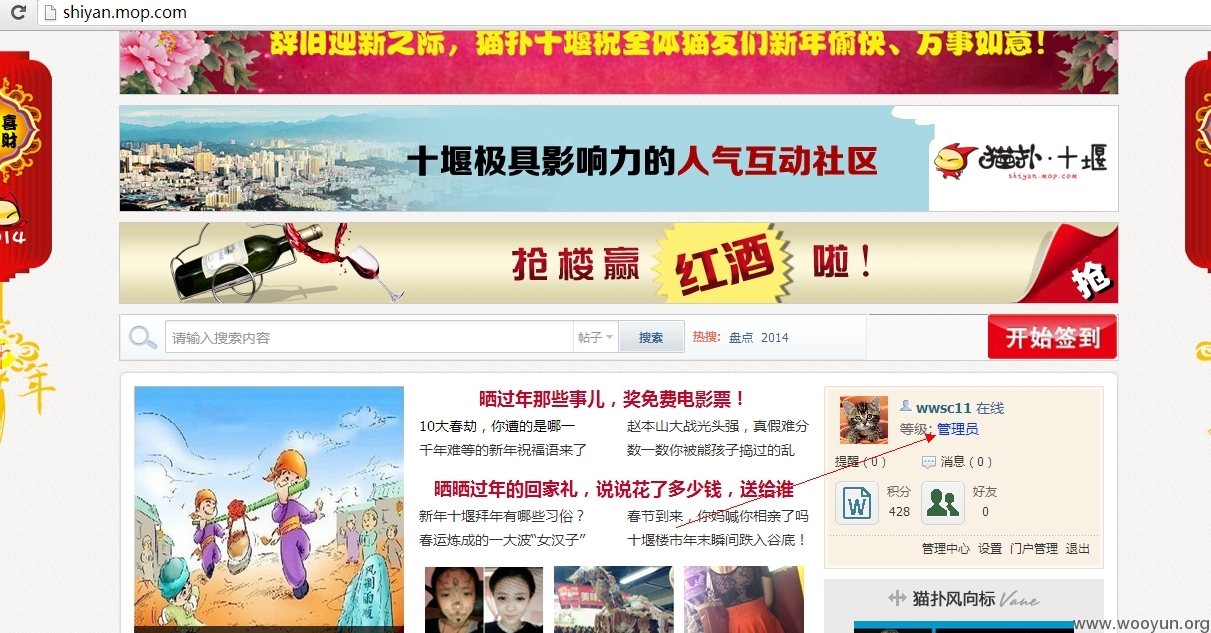 shiyan.mop.com
辞旧迎新之际，猫扑十堰祝全体猫友们新年愉快、万事如意！
喜
财
2014
十堰极具影响力的人气互动社区
猫扑·十堰
shiyan.mop.com
抢楼赢 红酒 啦！
抢
请输入搜索内容 帖子 搜索 热搜: 盘点 2014
开始签到
晒过年那些事儿，奖免费电影票！
10大春劫，你遭的是哪一 赵本山大战光头强，真假难分
千年难等的新年祝福语来了 数一数你被熊孩子捣过的乱
晒晒过年的回家礼，说说花了多少钱，送给谁
新年十堰拜年有哪些习俗？ 春节到来，你妈喊你相亲了吗
春运炼成的一大波“女汉子” 十堰楼市年末瞬间跌入谷底！
风调雨顺
wwsc11 在线
等级: 管理员
提醒 ( 0 ) 消息 ( 0 )
W
积分
428
好友
0
管理中心 设置 门户管理 退出
猫扑风向标 Vane
www.wooyun.org